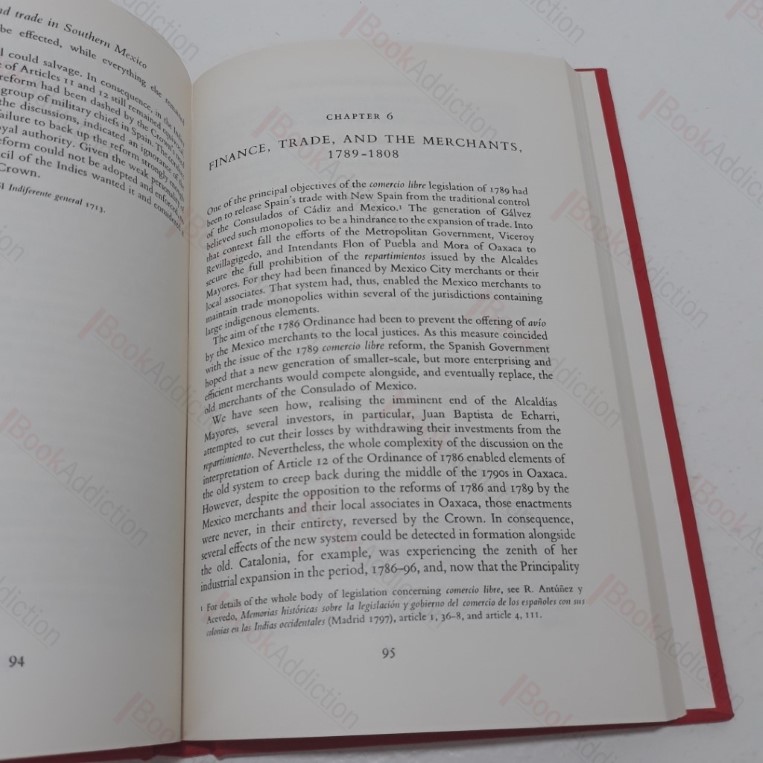 nd trade in Southern Mexico
be effected, while everything else remained
l could salvage. In consequence, in the
of Articles 11 and 12 still remained
reform had been dashed by the
group of military chiefs in Spain.
the discussions, indicated an ignorance
failure to back up the reform
yal authority. Given the weak
eform could not be adopted and enforced
cil of the Indies wanted it and
Crown.
I Indiferente general 1713.
94
CHAPTER 6
FINANCE, TRADE, AND THE MERCHANTS,
1789–1808
One of the principal objectives of the comercio libre legislation of 1789 had
been to release Spain's trade with New Spain from the traditional control
of the Consulados of Cádiz and Mexico.¹ The generation of Gálvez
believed such monopolies to be a hindrance to the expansion of trade. Into
that context fall the efforts of the Metropolitan Government, Viceroy
Revillagigedo, and Intendants Flon of Puebla and Mora of Oaxaca to
secure the full prohibition of the repartimientos issued by the Alcaldes
Mayores. For they had been financed by Mexico City merchants or their
local associates. That system had, thus, enabled the Mexico merchants to
maintain trade monopolies within several of the jurisdictions containing
large indigenous elements.
The aim of the 1786 Ordinance had been to prevent the offering of avío
by the Mexico merchants to the local justices. As this measure coincided
with the issue of the 1789 comercio libre reform, the Spanish Government
hoped that a new generation of smaller-scale, but more enterprising and
efficient merchants would compete alongside, and eventually replace, the
old merchants of the Consulado of Mexico.
We have seen how, realising the imminent end of the Alcaldías
Mayores, several investors, in particular, Juan Baptista de Echarri,
attempted to cut their losses by withdrawing their investments from the
repartimiento. Nevertheless, the whole complexity of the discussion on the
interpretation of Article 12 of the Ordinance of 1786 enabled elements of
the old system to creep back during the middle of the 1790s in Oaxaca.
However, despite the opposition to the reforms of 1786 and 1789 by the
Mexico merchants and their local associates in Oaxaca, those enactments
were never, in their entirety, reversed by the Crown. In consequence,
several effects of the new system could be detected in formation alongside
the old. Catalonia, for example, was experiencing the zenith of her
industrial expansion in the period, 1786–96, and, now that the Principality
¹ For details of the whole body of legislation concerning comercio libre, see R. Antúñez y
Acevedo, Memorias históricas sobre la legislación y gobierno del comercio de los españoles con sus
colonias en las Indias occidentales (Madrid 1797), article 1, 36–8, and article 4, 111.
95
BookAddiction